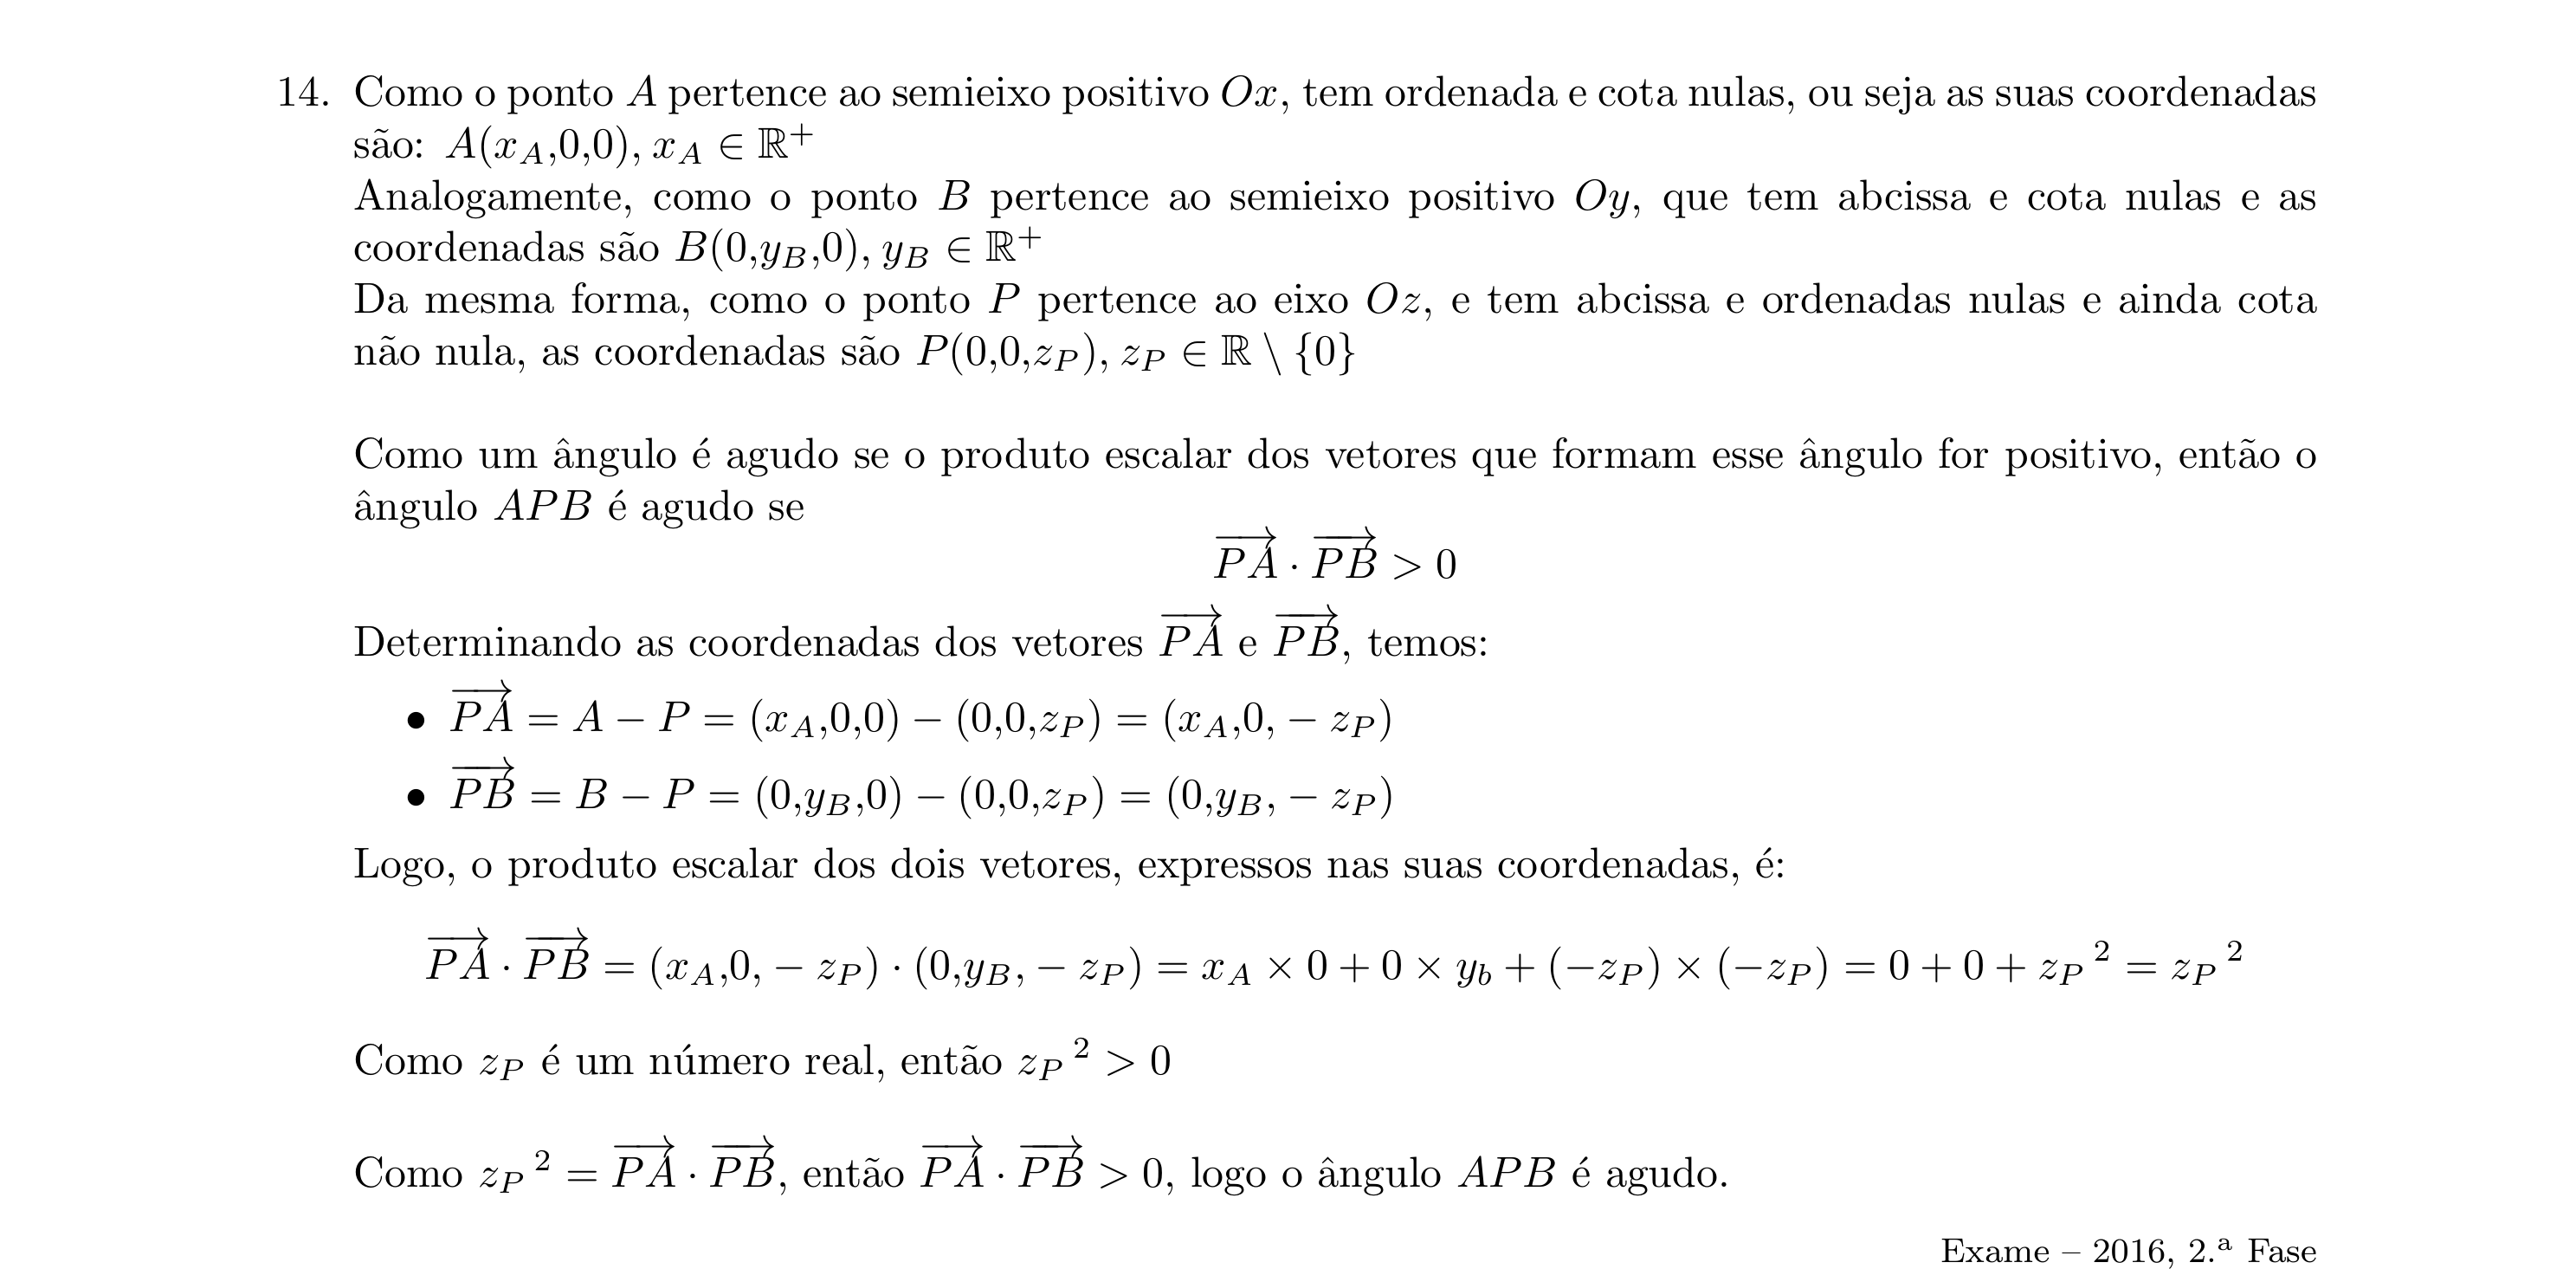 14. Como o ponto A pertence ao semieixo positivo Ox, tem ordenada e cota nulas, ou seja as suas coordenadas
são: A(x_A,0,0), x_A ∈ ℝ⁺
Analogamente, como o ponto B pertence ao semieixo positivo Oy, que tem abcissa e cota nulas e as
coordenadas são B(0,y_B,0), y_B ∈ ℝ⁺
Da mesma forma, como o ponto P pertence ao eixo Oz, e tem abcissa e ordenadas nulas e ainda cota
não nula, as coordenadas são P(0,0,z_P), z_P ∈ ℝ \ {0}
Como um ângulo é agudo se o produto escalar dos vetores que formam esse ângulo for positivo, então o
ângulo APB é agudo se
$\overrightarrow{PA} \cdot \overrightarrow{PB} > 0$
Determinando as coordenadas dos vetores $\overrightarrow{PA}$ e $\overrightarrow{PB}$, temos:
• $\overrightarrow{PA} = A - P = (x_A,0,0) - (0,0,z_P) = (x_A,0,-z_P)$
• $\overrightarrow{PB} = B - P = (0,y_B,0) - (0,0,z_P) = (0,y_B,-z_P)$
Logo, o produto escalar dos dois vetores, expressos nas suas coordenadas, é:
$\overrightarrow{PA} \cdot \overrightarrow{PB} = (x_A,0,-z_P) \cdot (0,y_B,-z_P) = x_A \times 0 + 0 \times y_b + (-z_P) \times (-z_P) = 0 + 0 + z_P^2 = z_P^2$
Como z_P é um número real, então $z_P^2 > 0$
Como $z_P^2 = \overrightarrow{PA} \cdot \overrightarrow{PB}$, então $\overrightarrow{PA} \cdot \overrightarrow{PB} > 0$, logo o ângulo APB é agudo.
Exame – 2016, 2.ª Fase